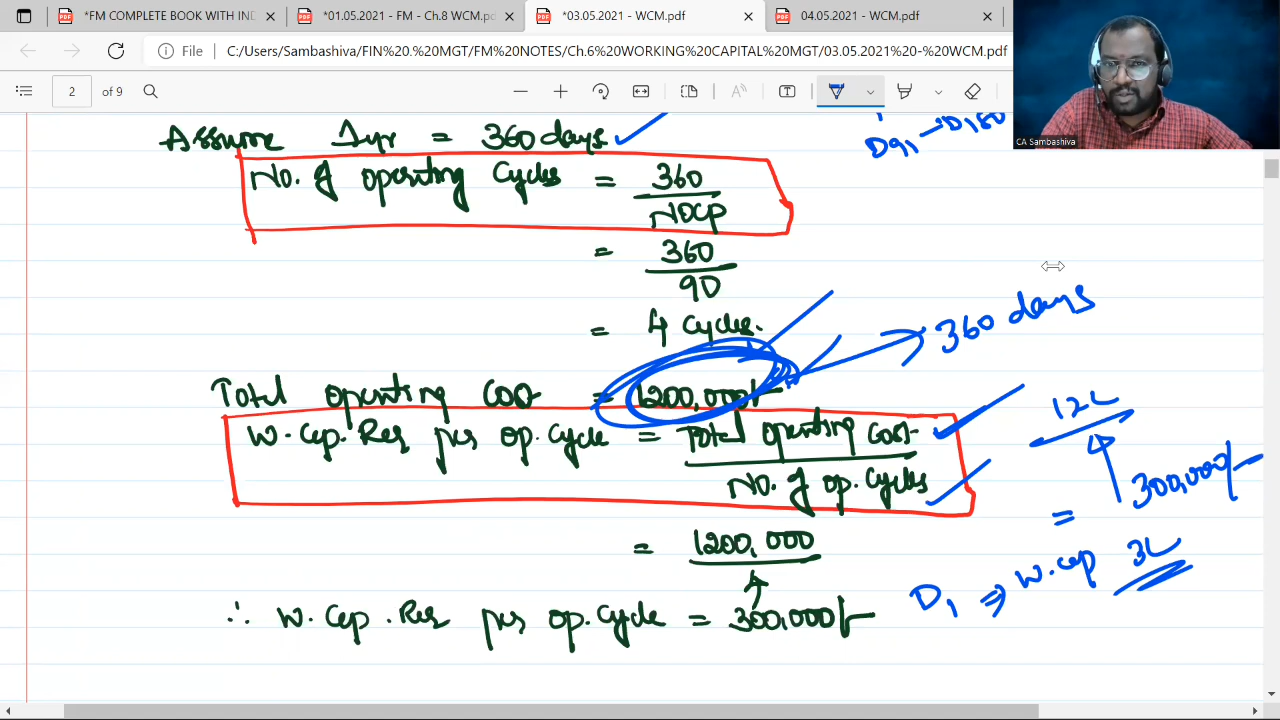 *FM COMPLETE BOOK WITH IND
*01.05.2021 - FM - Ch.8 WCM.pdf
*03.05.2021 - WCM.pdf
04.05.2021 - WCM.pdf
File C:/Users/Sambashiva/FIN%20.%20MGT/FM%20NOTES/Ch.6%20WORKING%20CAPITAL%20MGT/03.05.2021%20-%20WCM.pdf
2 of 9
CA Sambashiva
Assume 1yr = 360 days
D91 → D180
No. of operating Cycles = 360
NOCP
= 360
90
= 4 Cycles.
360 days
Total operating Cost = 1200,000/-
W. Cap. Req per op. Cycle = Total operating Cost
No. of op. Cycles
12L
300,000/-
=
= 1200,000
D1 ⇒ W. cap 3L
∴ W. Cap. Req per op. Cycle = 300,000/-